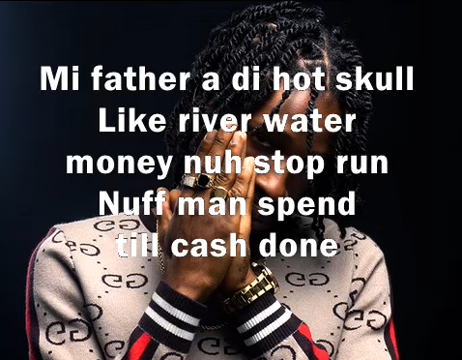 Mi father a di hot skull
Like river water
money nuh stop run
Nuff man spend
till cash done